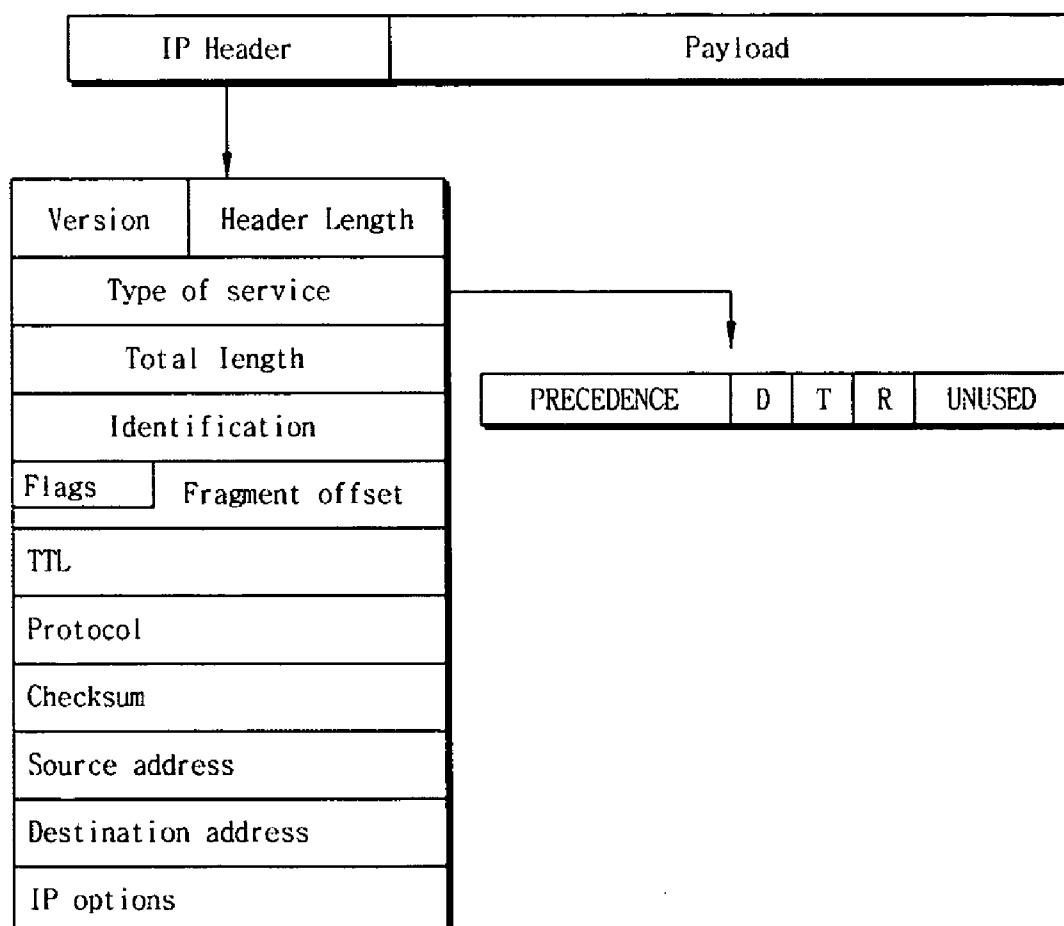 IP Header Payload
Version Header Length
Type of service
Total length
Identification
PRECEDENCE D T R UNUSED
Flags Fragment offset
TTL
Protocol
Checksum
Source address
Destination address
IP options